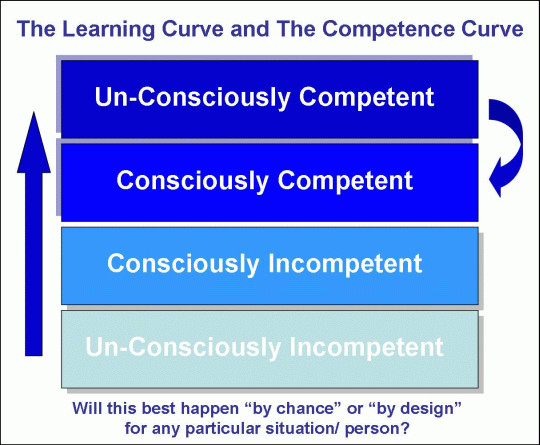 The Learning Curve and The Competence Curve
Un-Consciously Competent
Consciously Competent
Consciously Incompetent
Un-Consciously Incompetent
Will this best happen “by chance” or “by design”
for any particular situation/ person?